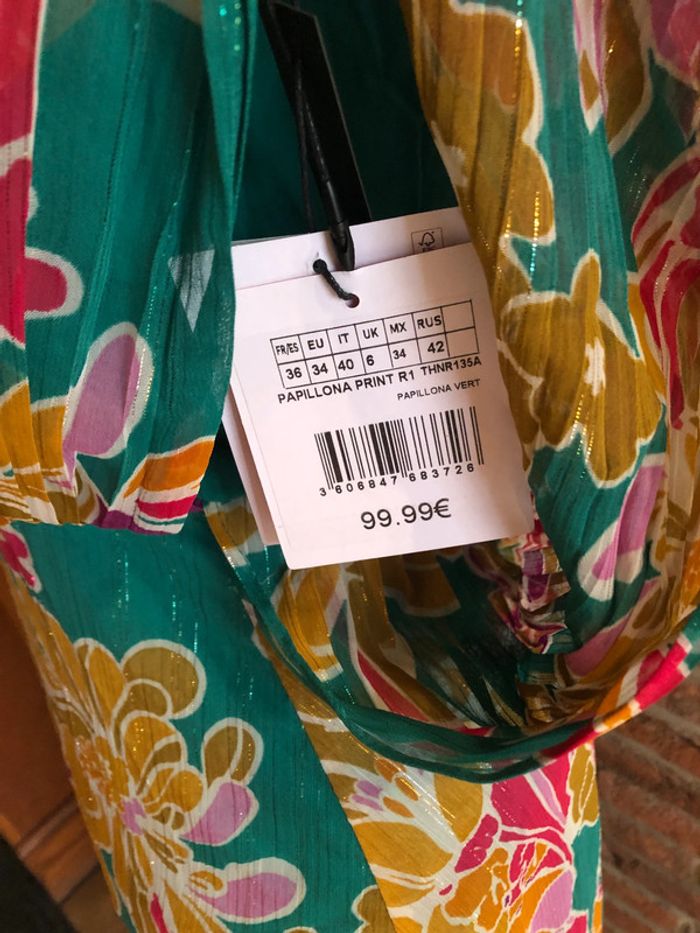 FR/ES EU IT UK MX RUS
36 34 40 6 34 42
PAPILLONA PRINT R1 THNR135A
PAPILLONA VERT
3 606847 683726
99.99€